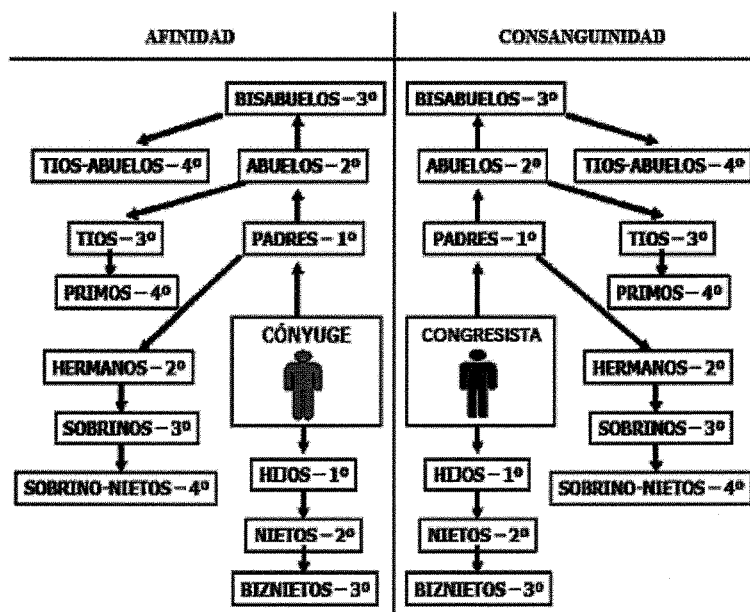 AFINIDAD
CONSANGUINIDAD
BISABUELOS – 3º
BISABUELOS – 3º
TIOS-ABUELOS – 4º
ABUELOS – 2º
ABUELOS – 2º
TIOS-ABUELOS – 4º
TIOS – 3º
PADRES – 1º
PADRES – 1º
TIOS – 3º
PRIMOS – 4º
PRIMOS – 4º
CÓNYUGE
CONGRESISTA
HERMANOS – 2º
HERMANOS – 2º
SOBRINOS – 3º
SOBRINOS – 3º
SOBRINO-NIETOS – 4º
HIJOS – 1º
HIJOS – 1º
SOBRINO-NIETOS – 4º
NIETOS – 2º
NIETOS – 2º
BIZNIETOS – 3º
BIZNIETOS – 3º